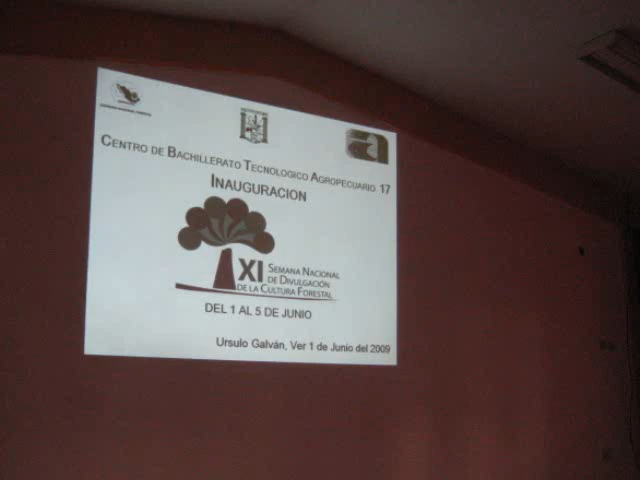 CENTRO DE BACHILLERATO TECNOLOGICO AGROPECUARIO 17
INAUGURACION
XI SEMANA NACIONAL
DE DIVULGACIÓN
DE LA CULTURA FORESTAL
DEL 1 AL 5 DE JUNIO
Ursulo Galván, Ver 1 de Junio del 2009